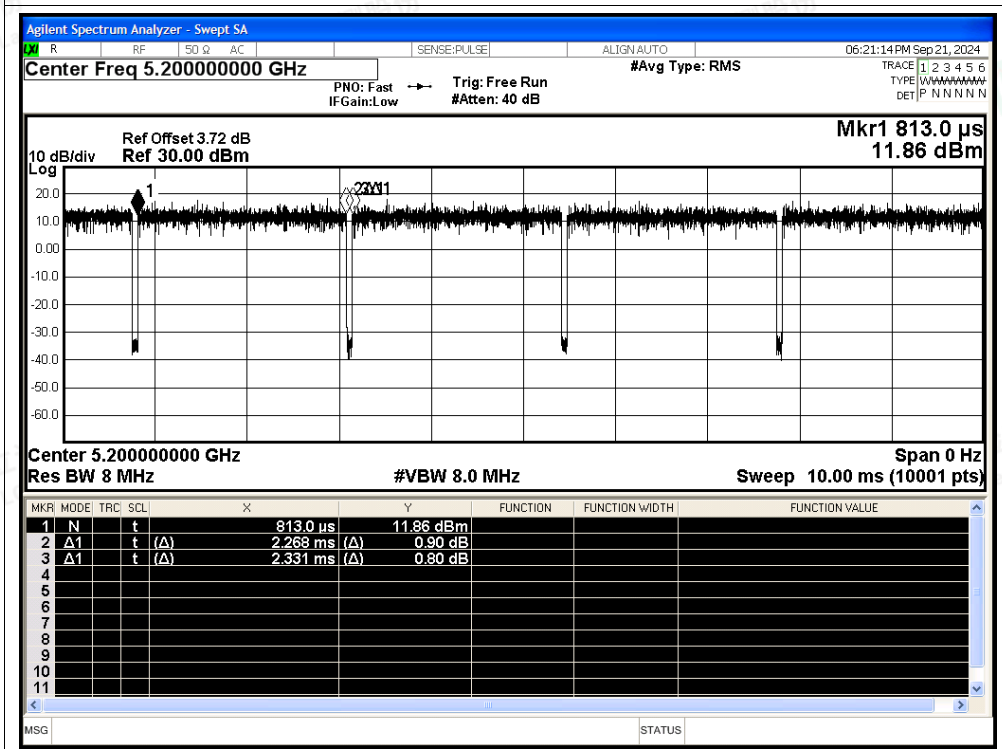 Agilent Spectrum Analyzer - Swept SA
LXI R RF 50 Ω AC SENSE:PULSE ALIGN AUTO 06:21:14 PM Sep 21, 2024
Center Freq 5.200000000 GHz #Avg Type: RMS TRACE 1 2 3 4 5 6
PNO: Fast Trig: Free Run TYPE WWWWWW
IFGain:Low #Atten: 40 dB DET P N N N N N
Mkr1 813.0 µs
Ref Offset 3.72 dB
10 dB/div Ref 30.00 dBm 11.86 dBm
Log
20.0
1
10.0
0.00
-10.0
-20.0
-30.0
-40.0
-50.0
-60.0
Center 5.200000000 GHz Span 0 Hz
Res BW 8 MHz #VBW 8.0 MHz Sweep 10.00 ms (10001 pts)
MKR MODE TRC SCL X Y FUNCTION FUNCTION WIDTH FUNCTION VALUE
1 N t 813.0 µs 11.86 dBm
2 Δ1 t (Δ) 2.268 ms (Δ) 0.90 dB
3 Δ1 t (Δ) 2.331 ms (Δ) 0.80 dB
4
5
6
7
8
9
10
11
MSG STATUS